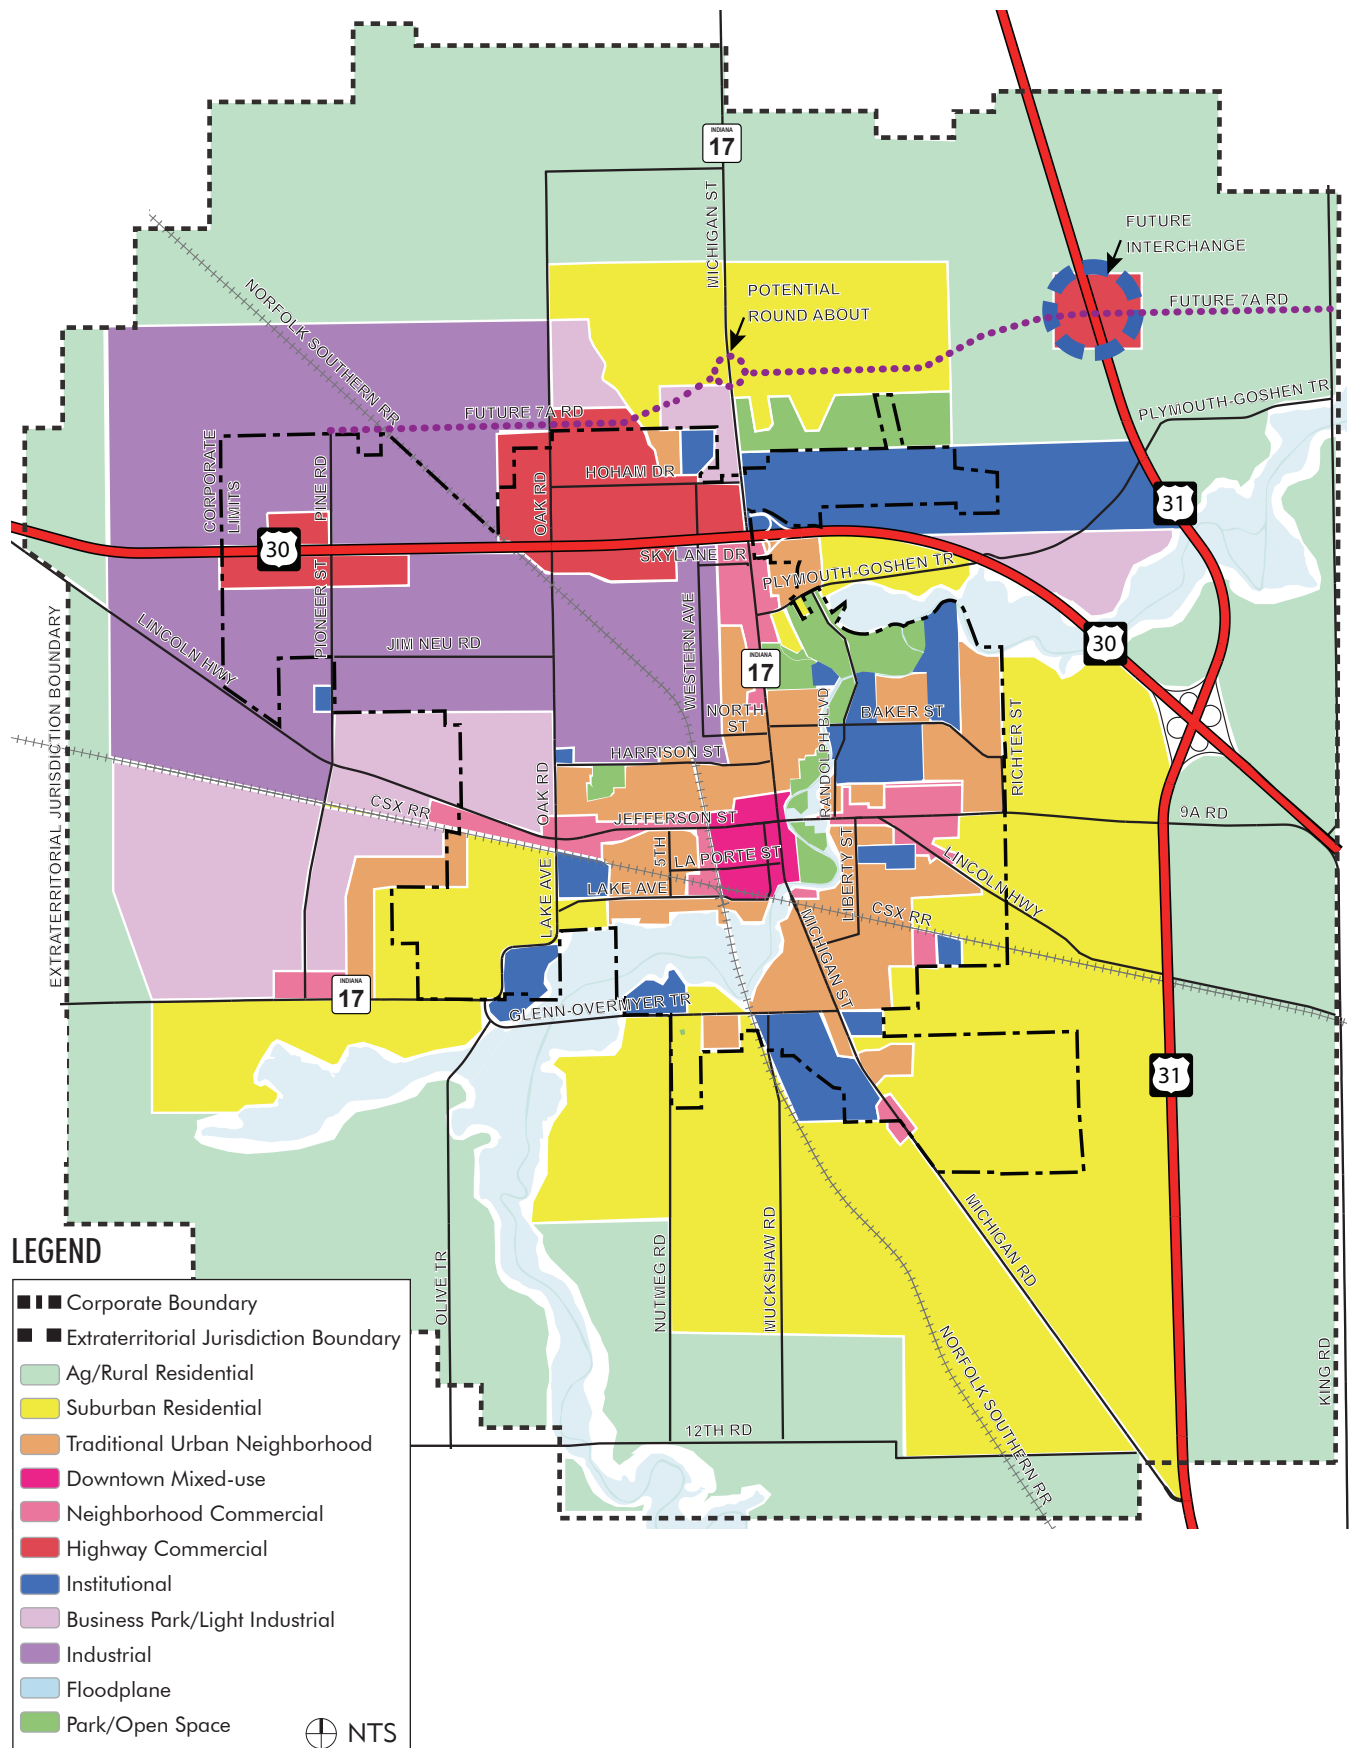 INDIANA
17
MICHIGAN ST
FUTURE
INTERCHANGE
POTENTIAL
ROUND ABOUT
FUTURE 7A RD
NORFOLK SOUTHERN RR
FUTURE 7A RD
PLYMOUTH-GOSHEN TR
CORPORATE
LIMITS
PINE RD
OAK RD
HOHAM DR
31
30
SKYLANE DR
PLYMOUTH-GOSHEN TR
EXTRATERRITORIAL JURISDICTION BOUNDARY
LINCOLN HWY
PIONEER ST
JIM NEU RD
WESTERN AVE
INDIANA
17
30
NORTH
ST
RANDOLPH BLVD
BAKER ST
RICHTER ST
HARRISON ST
OAK RD
CSX RR
JEFFERSON ST
9A RD
5TH
LA PORTE ST
LIBERTY ST
LINCOLN HWY
LAKE AVE
LAKE AVE
CSX RR
MICHIGAN ST
INDIANA
17
GLENN-OVERMYER TR
31
OLIVE TR
NUTMEG RD
MUCKSHAW RD
MICHIGAN RD
NORFOLK SOUTHERN RR
KING RD
12TH RD
LEGEND
Corporate Boundary
Extraterritorial Jurisdiction Boundary
Ag/Rural Residential
Suburban Residential
Traditional Urban Neighborhood
Downtown Mixed-use
Neighborhood Commercial
Highway Commercial
Institutional
Business Park/Light Industrial
Industrial
Floodplane
Park/Open Space
NTS